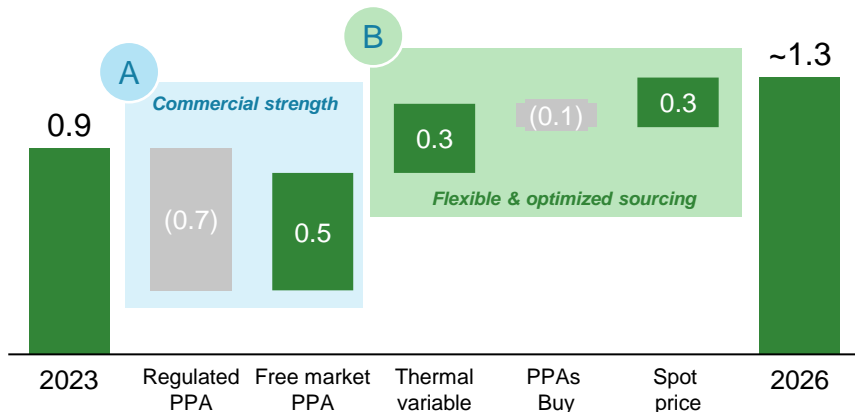 A
B
Commercial strength
0.9
(0.7)
0.5
0.3
(0.1)
0.3
~1.3
Flexible & optimized sourcing
2023
Regulated
PPA
Free market
PPA
Thermal
variable
PPAs
Buy
Spot
price
2026